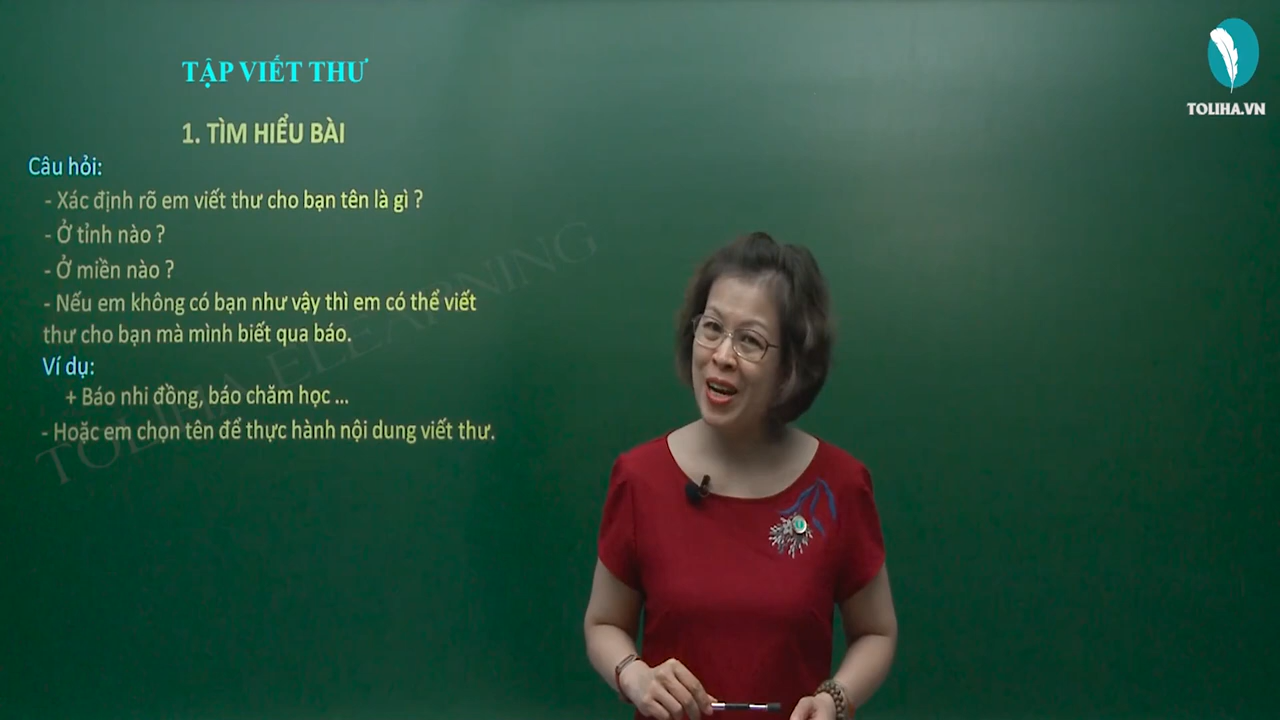 TẬP VIẾT THƯ
1. TÌM HIỂU BÀI
Câu hỏi:
- Xác định rõ em viết thư cho bạn tên là gì ?
- Ở tỉnh nào ?
- Ở miền nào ?
- Nếu em không có bạn như vậy thì em có thể viết
thư cho bạn mà mình biết qua báo.
Ví dụ:
+ Báo nhi đồng, báo chăm học ...
- Hoặc em chọn tên để thực hành nội dung viết thư.
TOLIHA ELEARNING
TOLIHA.VN